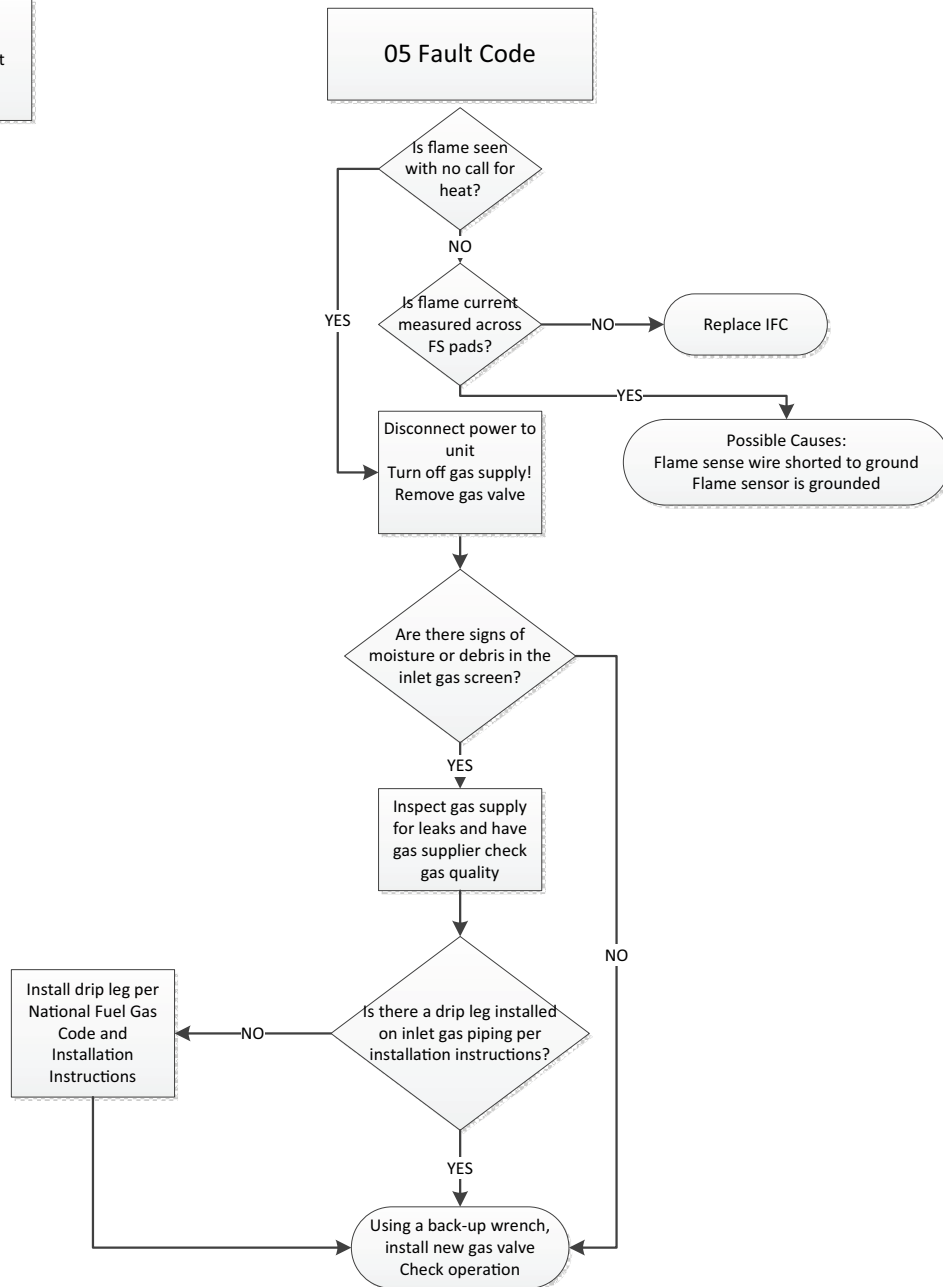 t
05 Fault Code
Is flame seen
with no call for
heat?
NO
YES
Is flame current
measured across
FS pads?
NO
Replace IFC
YES
Possible Causes:
Flame sense wire shorted to ground
Flame sensor is grounded
Disconnect power to
unit
Turn off gas supply!
Remove gas valve
Are there signs of
moisture or debris in the
inlet gas screen?
YES
Inspect gas supply
for leaks and have
gas supplier check
gas quality
NO
Is there a drip leg installed
on inlet gas piping per
installation instructions?
NO
Install drip leg per
National Fuel Gas
Code and
Installation
Instructions
YES
Using a back-up wrench,
install new gas valve
Check operation